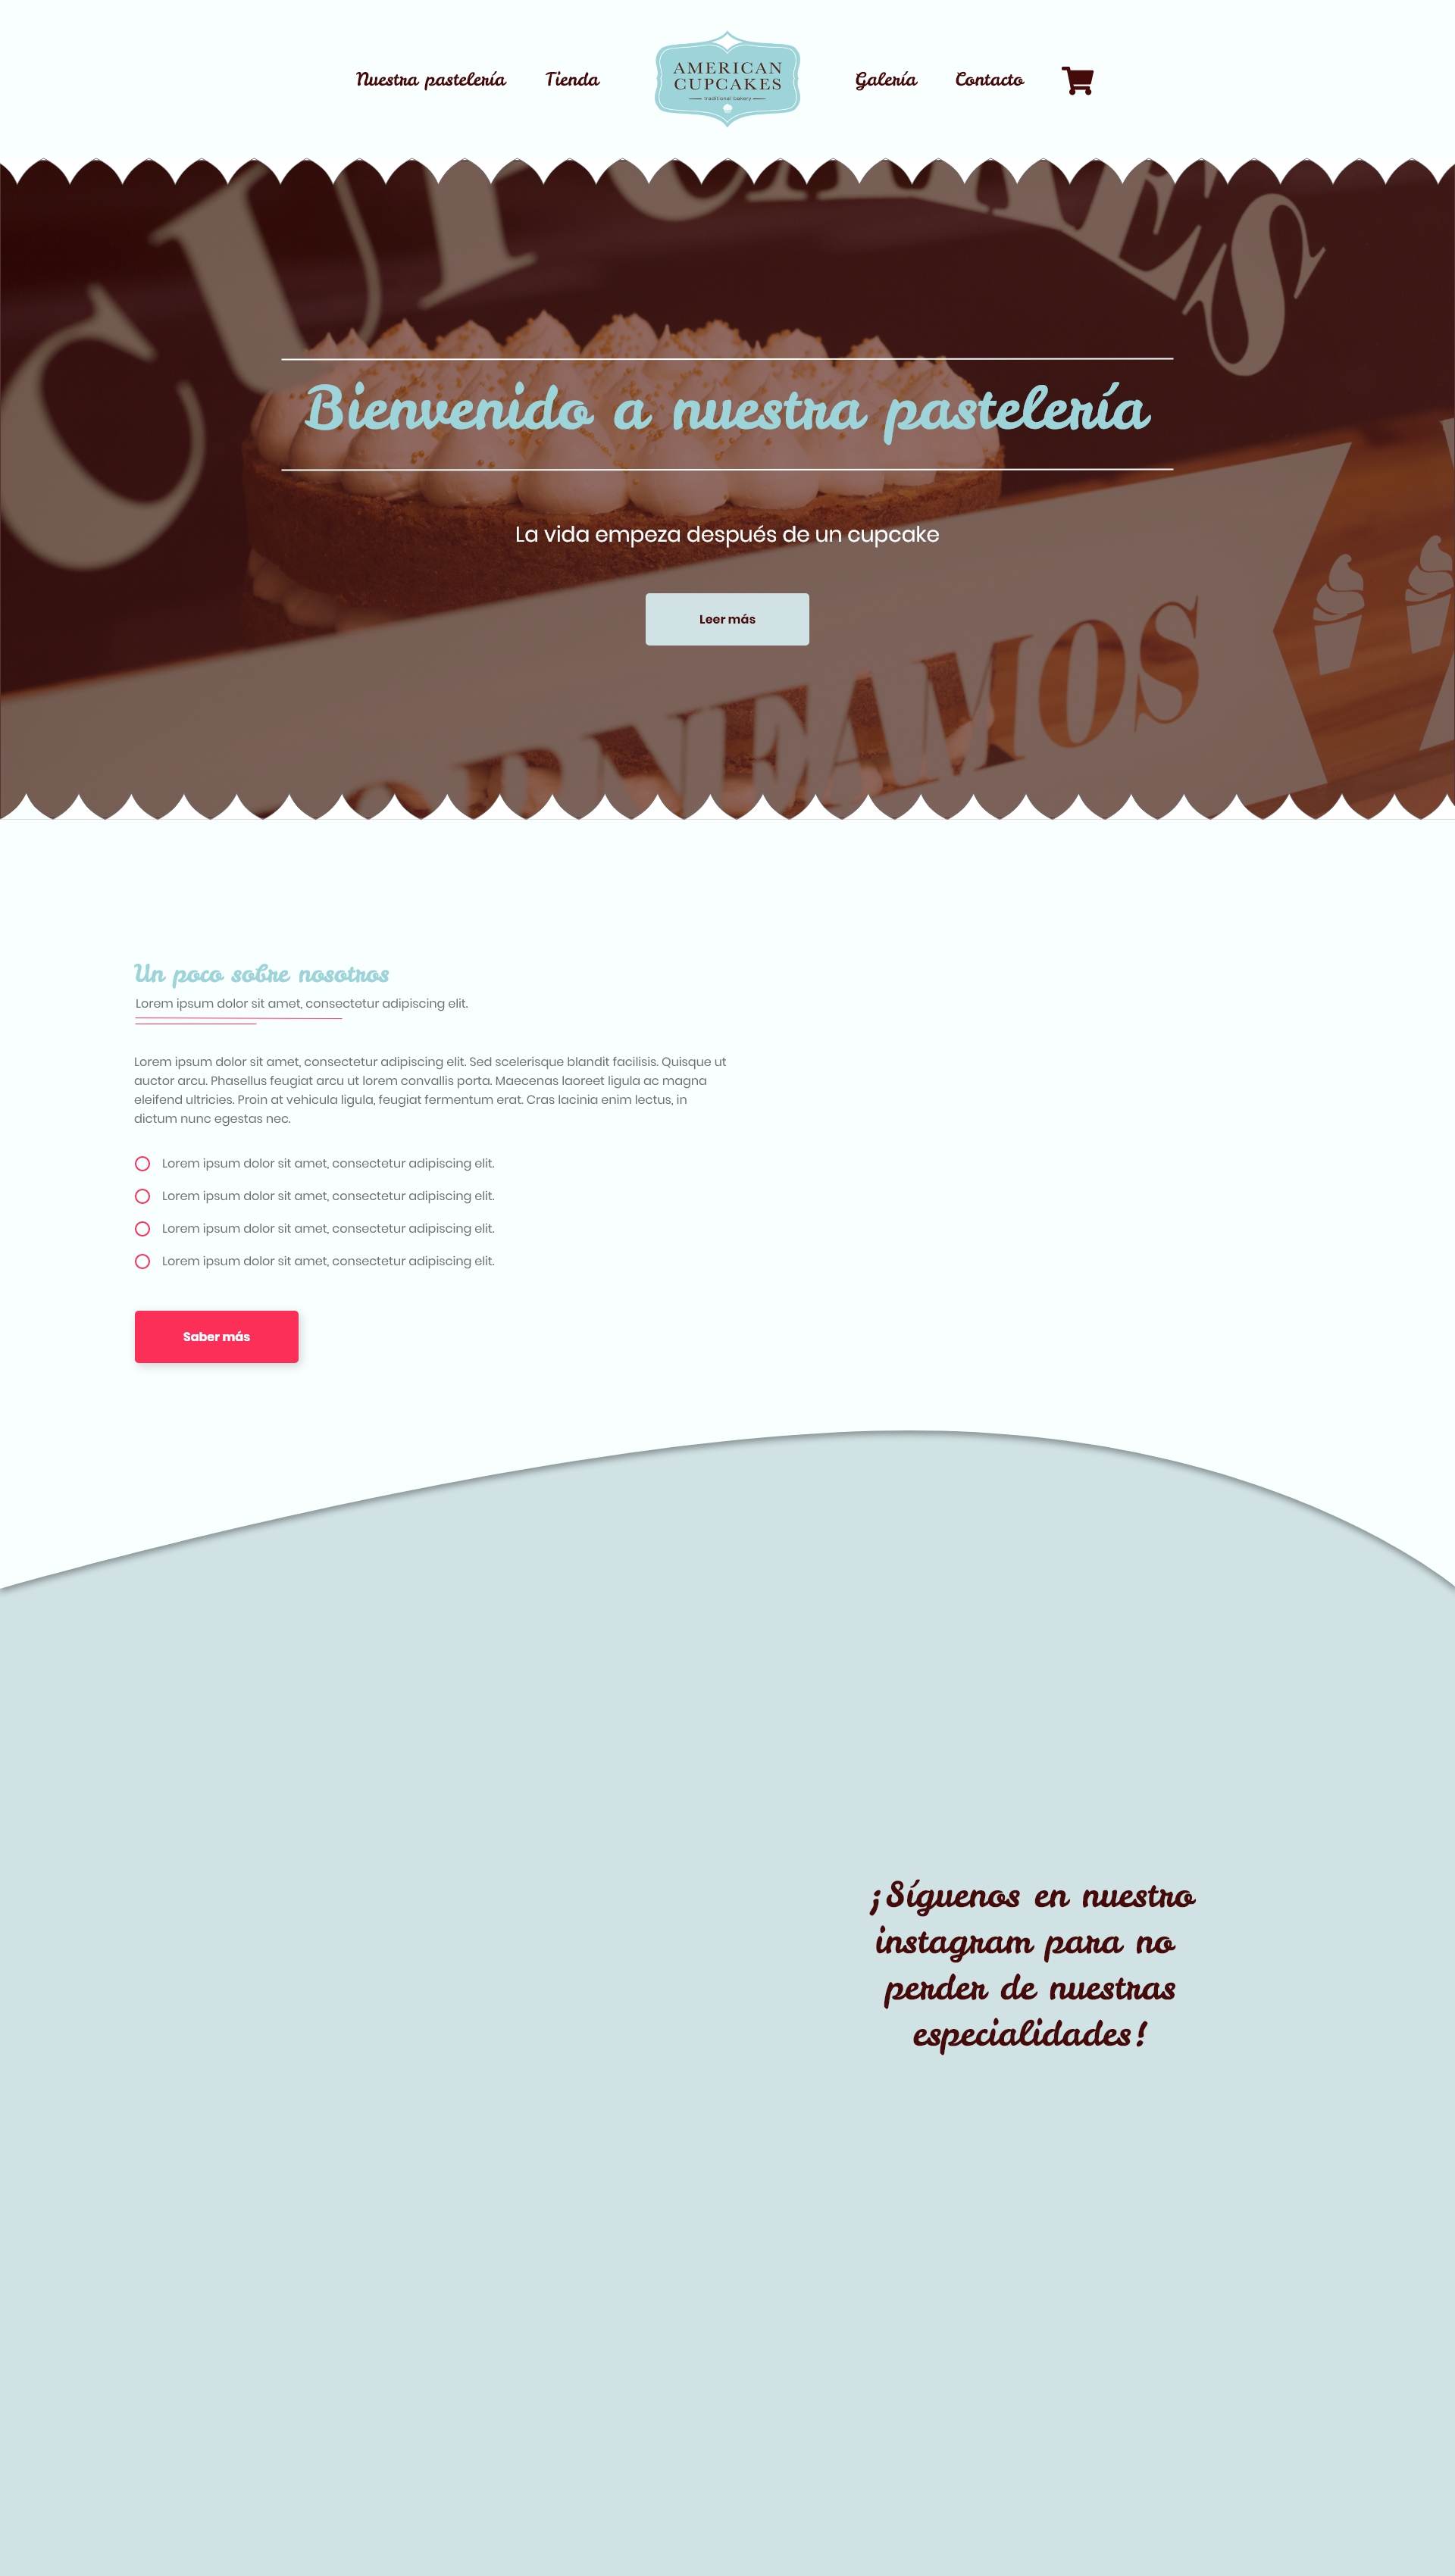 Nuestra pastelería
Tienda
AMERICAN
CUPCAKES
traditional bakery
Galería
Contacto
Bienvenido a nuestra pastelería
La vida empeza después de un cupcake
Leer más
Un poco sobre nosotros
Lorem ipsum dolor sit amet, consectetur adipiscing elit.
Lorem ipsum dolor sit amet, consectetur adipiscing elit. Sed scelerisque blandit facilisis. Quisque ut
auctor arcu. Phasellus feugiat arcu ut lorem convallis porta. Maecenas laoreet ligula ac magna
eleifend ultricies. Proin at vehicula ligula, feugiat fermentum erat. Cras lacinia enim lectus, in
dictum nunc egestas nec.
Lorem ipsum dolor sit amet, consectetur adipiscing elit.
Lorem ipsum dolor sit amet, consectetur adipiscing elit.
Lorem ipsum dolor sit amet, consectetur adipiscing elit.
Lorem ipsum dolor sit amet, consectetur adipiscing elit.
Saber más
¡Síguenos en nuestro
instagram para no
perder de nuestras
especialidades!